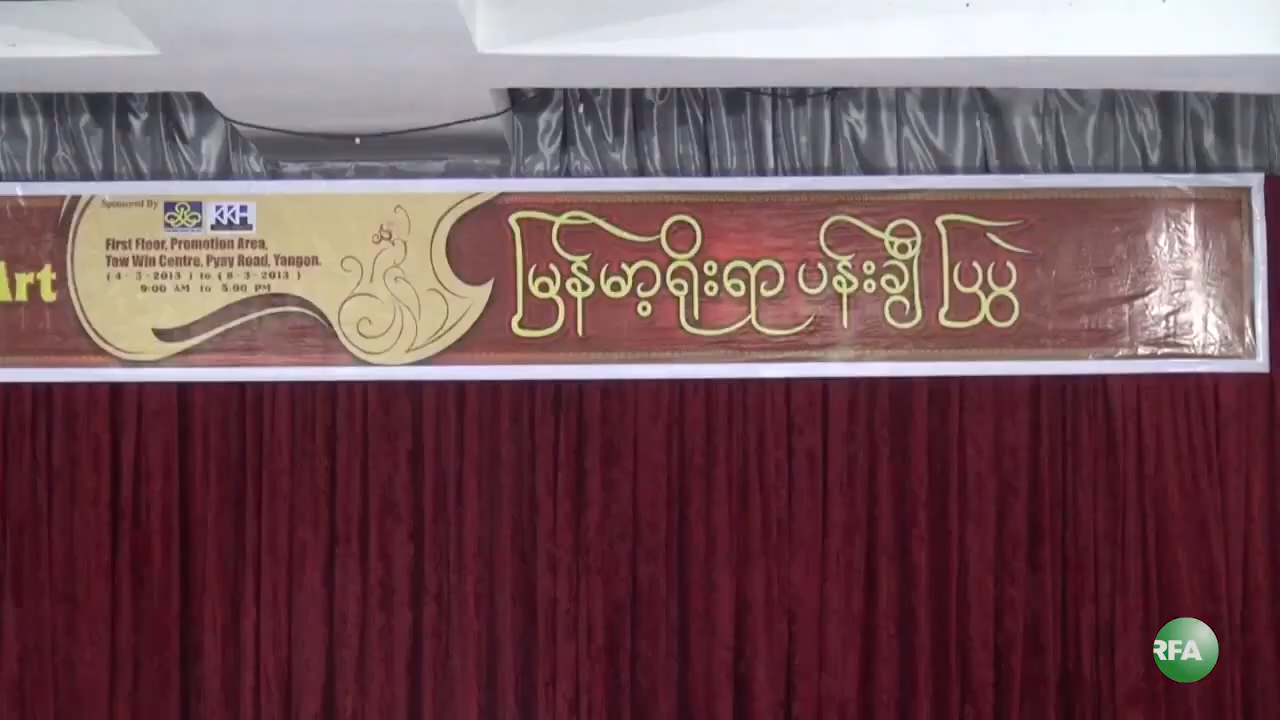 Art
Sponsored By
KKH
First Floor, Promotion Area,
Taw Win Centre, Pyay Road, Yangon.
( 4 - 3 - 2013 ) to ( 8 - 3 - 2013 )
9:00 AM to 5:00 PM
မြန်မာ့ရိုးရာ ပန်းချီ ပြပွဲ
RFA